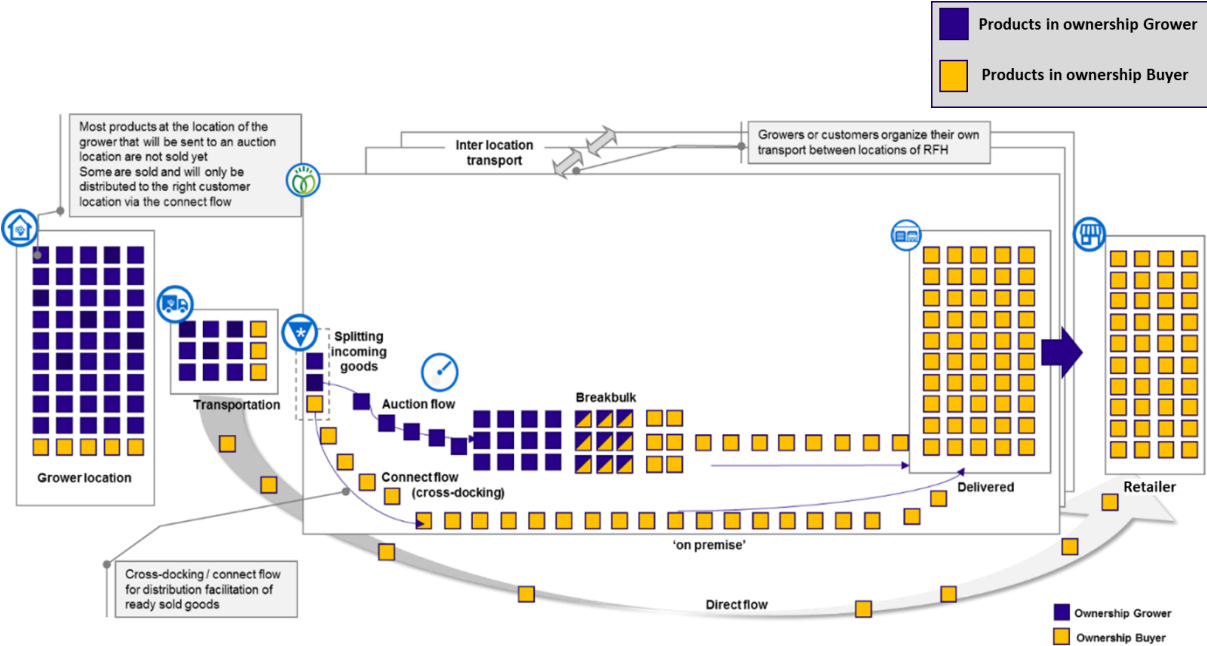 Products in ownership Grower
Products in ownership Buyer
Most products at the location of the
grower that will be sent to an auction
location are not sold yet
Some are sold and will only be
distributed to the right customer
location via the connect flow
Inter location
transport
Growers or customers organize their own
transport between locations of RFH
Splitting
incoming
goods
Auction flow
Breakbulk
Transportation
Grower location
Connect flow
(cross-docking)
Delivered
Retailer
'on premise'
Cross-docking / connect flow
for distribution facilitation of
ready sold goods
Direct flow
Ownership Grower
Ownership Buyer